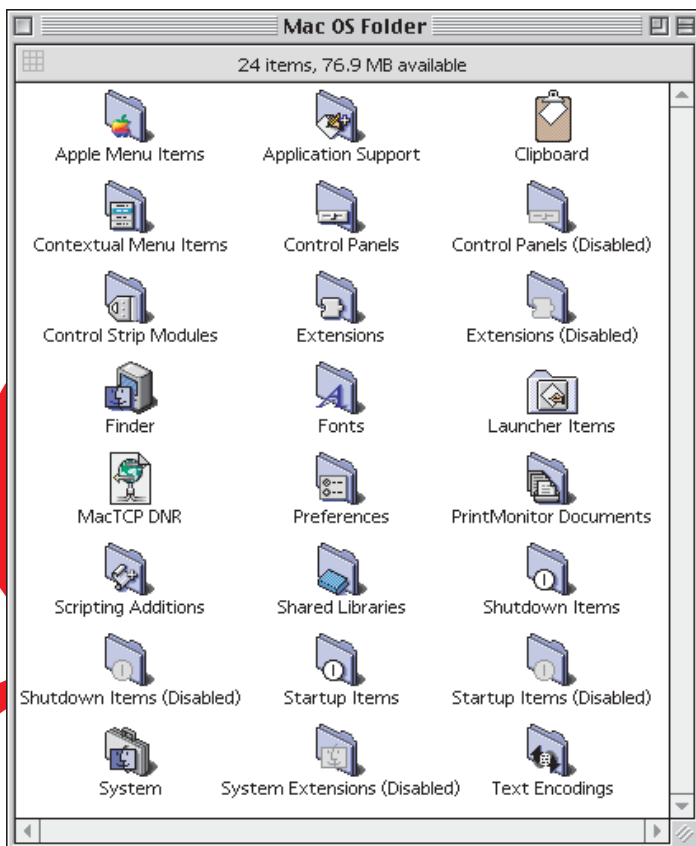 Mac OS Folder
24 items, 76.9 MB available
Apple Menu Items Application Support Clipboard
Contextual Menu Items Control Panels Control Panels (Disabled)
Control Strip Modules Extensions Extensions (Disabled)
Finder Fonts Launcher Items
MacTCP DNR Preferences PrintMonitor Documents
Scripting Additions Shared Libraries Shutdown Items
Shutdown Items (Disabled) Startup Items Startup Items (Disabled)
System System Extensions (Disabled) Text Encodings